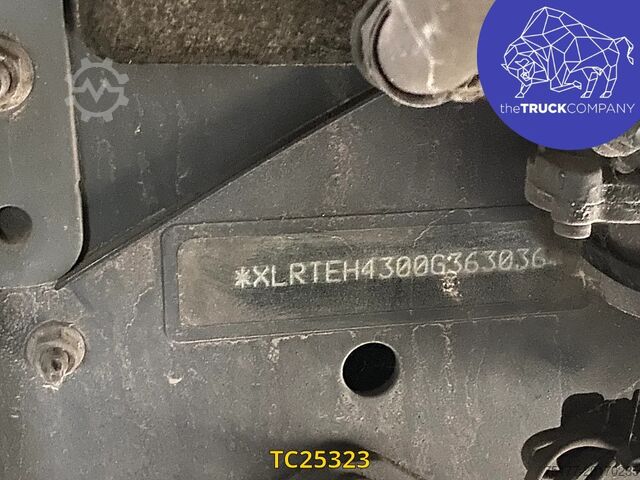 theTRUCKCOMPANY
*XLRTEH4300G363036
TC25323